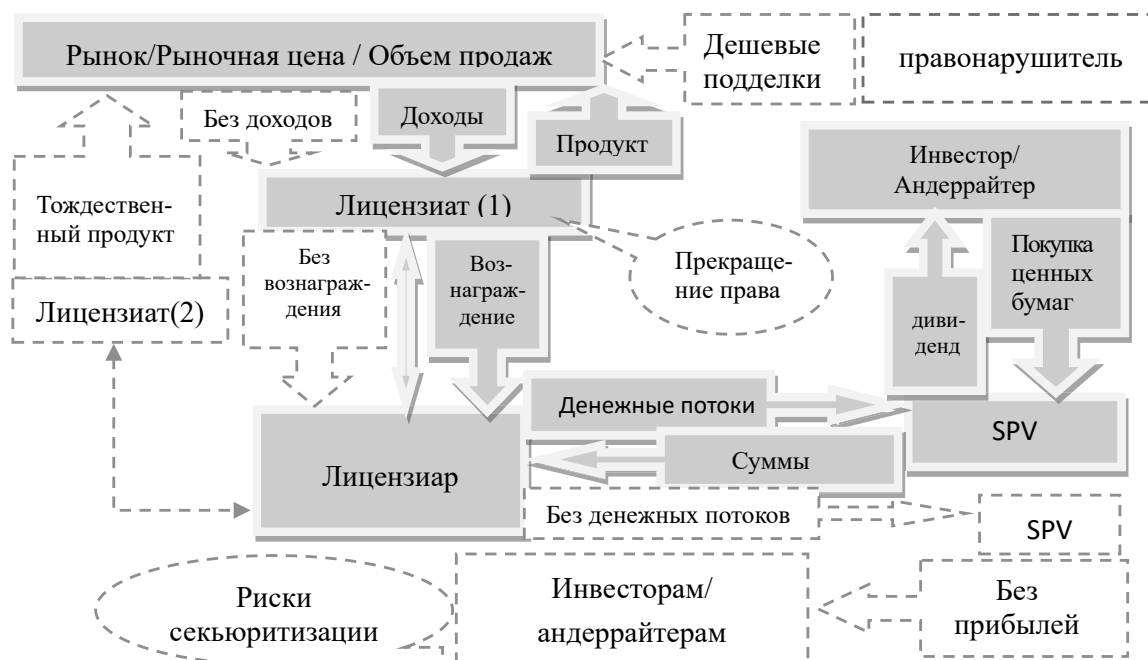 Рынок/Рыночная цена / Объем продаж
Дешевые
подделки
правонарушитель
Без доходов
Доходы
Продукт
Инвестор/
Андеррайтер
Тождествен-
ный продукт
Лицензиат (1)
Без
вознаграж-
дения
Воз-
награж-
дение
Прекраще-
ние права
Покупка
ценных
бумаг
диви-
денд
Лицензиат(2)
Денежные потоки
SPV
Лицензиар
Суммы
Без денежных потоков
SPV
Риски
секьюритизации
Инвесторам/
андеррайтерам
Без
прибылей